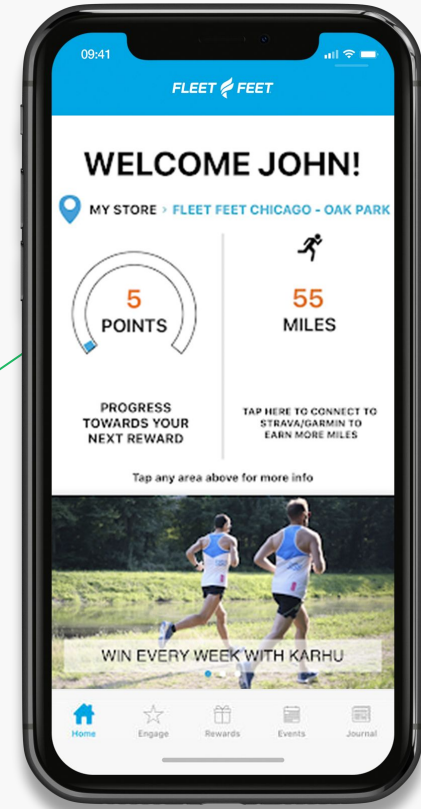 09:41
FLEET FEET
WELCOME JOHN!
MY STORE > FLEET FEET CHICAGO - OAK PARK
5
POINTS
55
MILES
PROGRESS
TOWARDS YOUR
NEXT REWARD
TAP HERE TO CONNECT TO
STRAVA/GARMIN TO
EARN MORE MILES
Tap any area above for more info
WIN EVERY WEEK WITH KARHU
Home
Engage
Rewards
Events
Journal